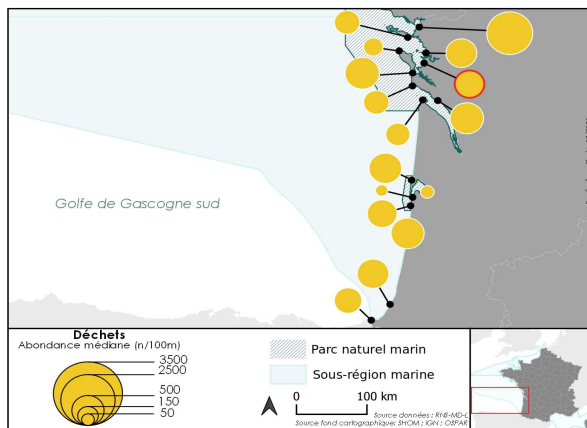 Golfe de Gascogne sud
Déchets
Abondance médiane (n/100m)
3500
2500
500
150
50
Parc naturel marin
Sous-région marine
0 100 km
Source données : RNS-MD-L
Source fond cartographique: SHOM ; IGN ; OSPAR